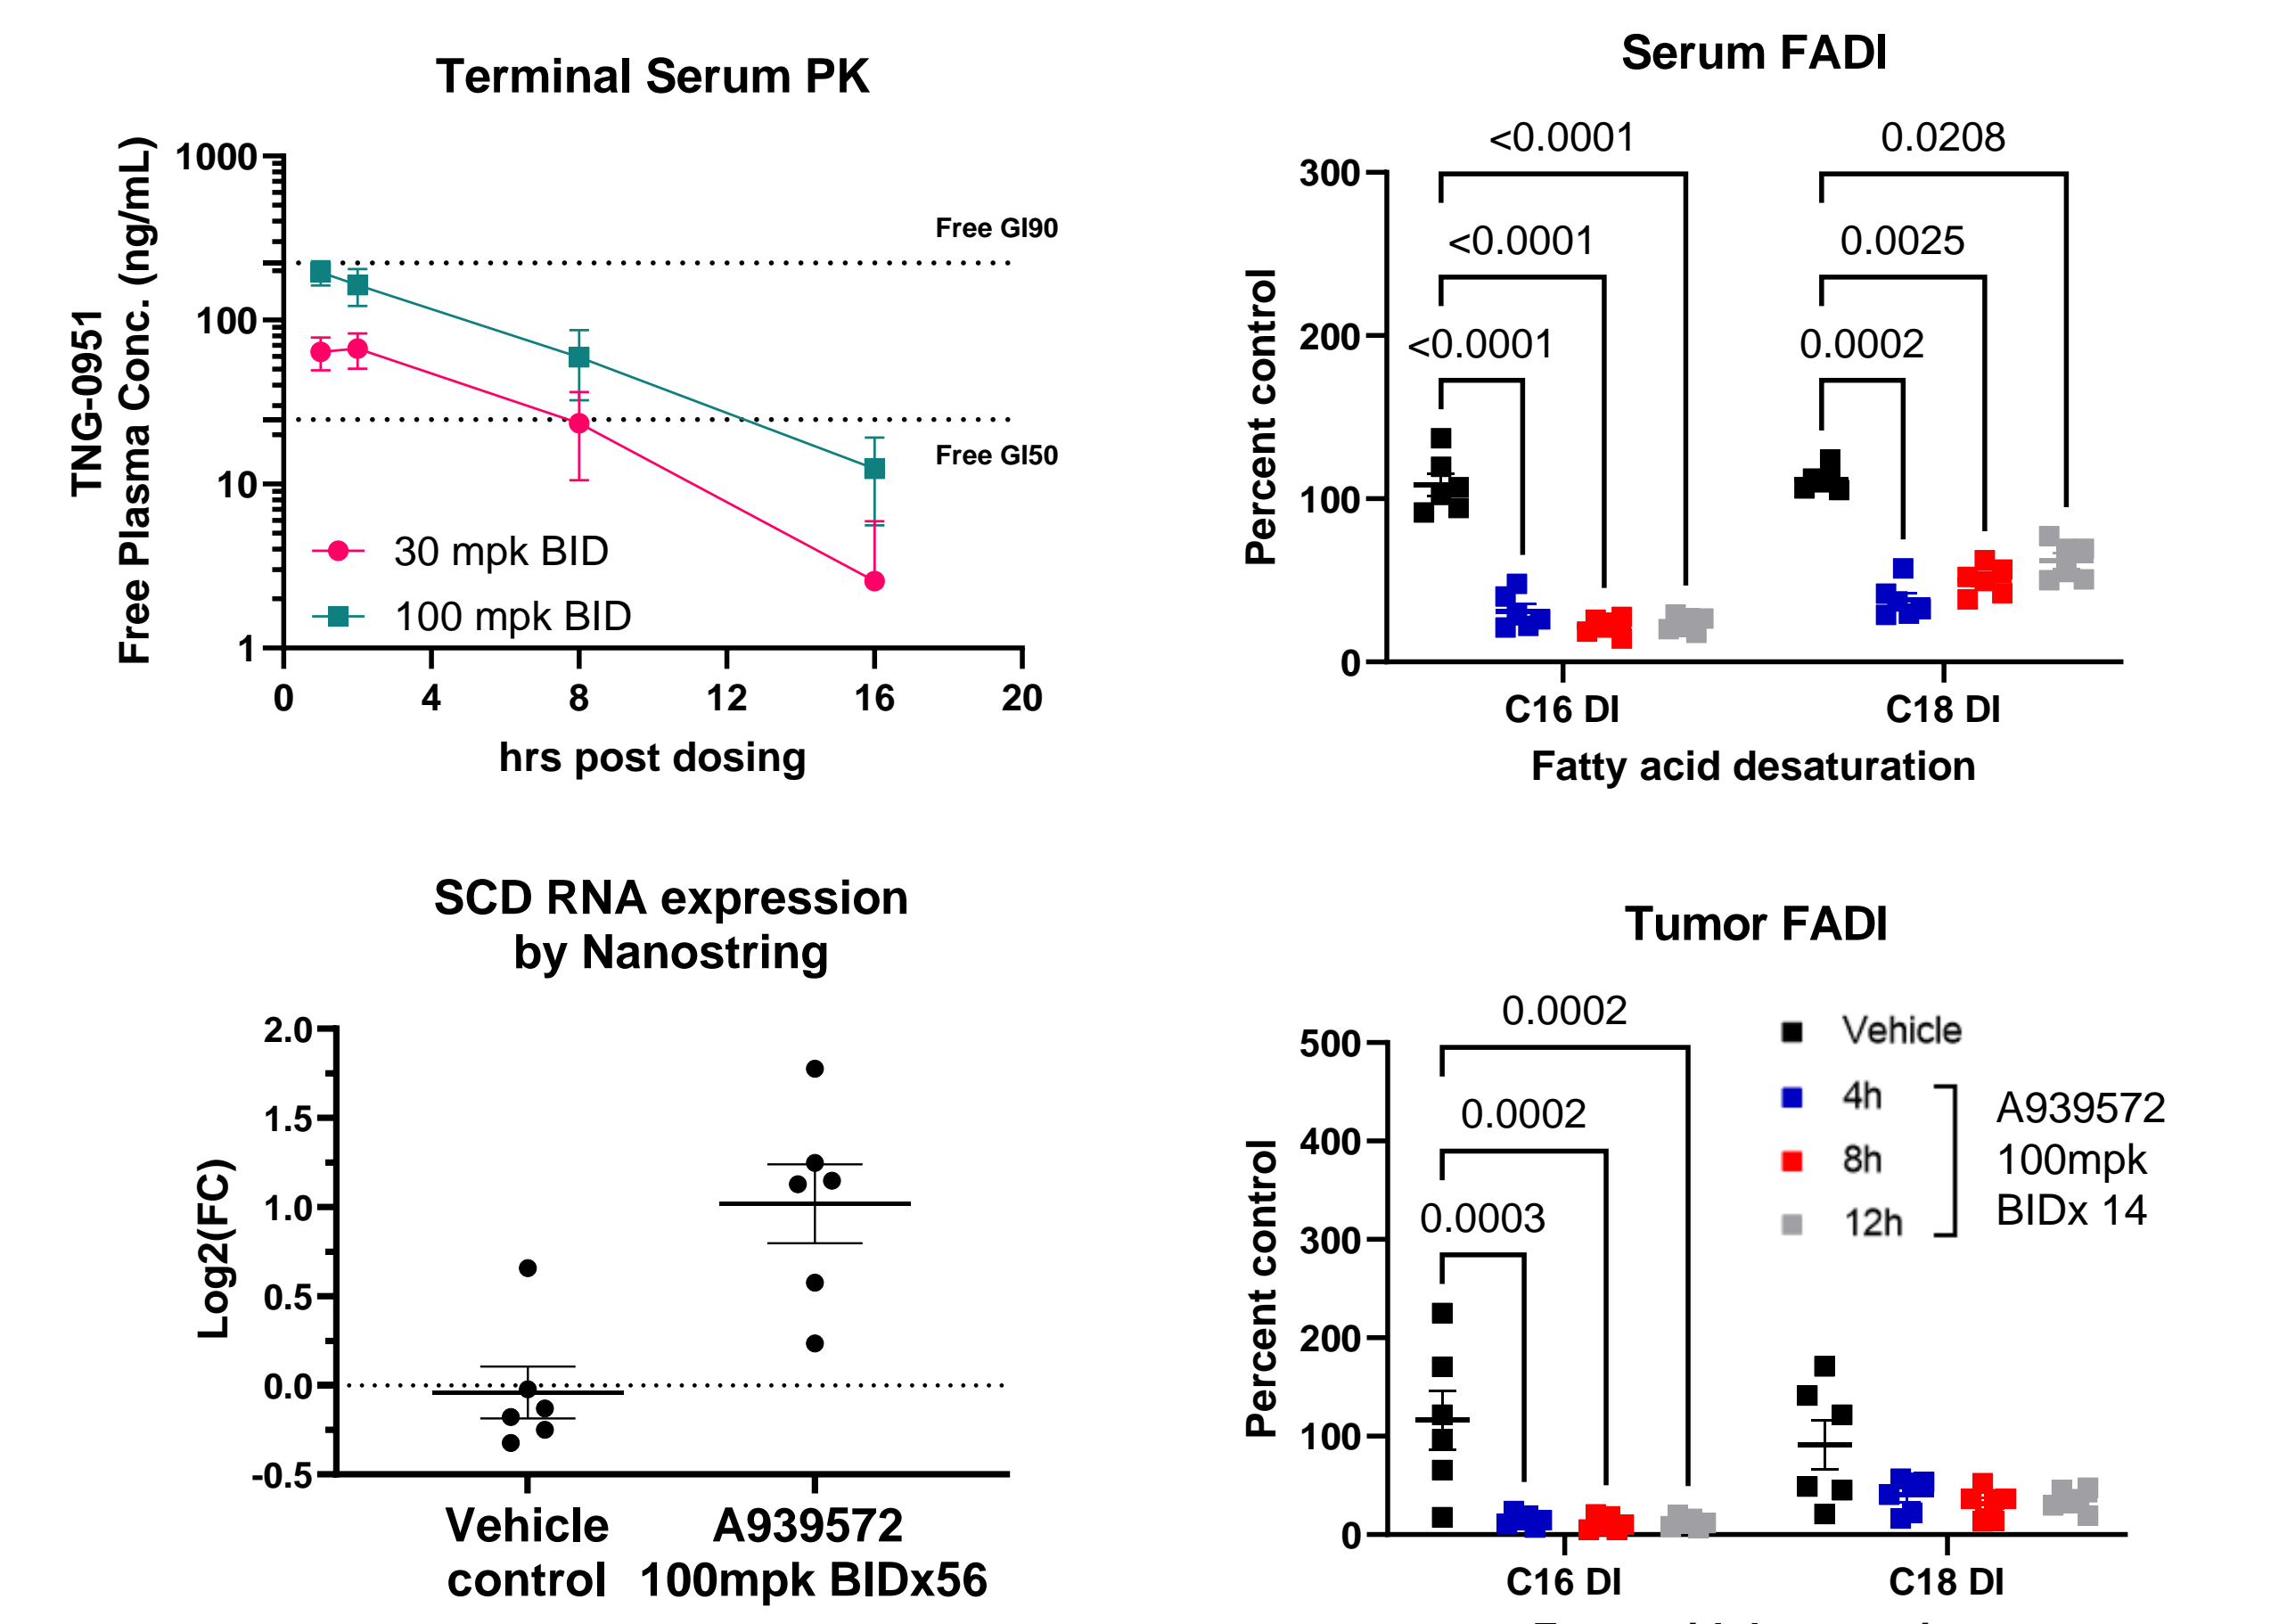 Terminal Serum PK
TNG-0951
Free Plasma Conc. (ng/mL)
1000
100
10
1
Free GI90
Free GI50
30 mpk BID
100 mpk BID
0 4 8 12 16 20
hrs post dosing
Serum FADI
Percent control
300
200
100
0
<0.0001 0.0208
<0.0001 0.0025
<0.0001 0.0002
C16 DI C18 DI
Fatty acid desaturation
SCD RNA expression
by Nanostring
Log2(FC)
2.0
1.5
1.0
0.5
0.0
-0.5
Vehicle
control
A939572
100mpk BIDx56
Tumor FADI
Percent control
500
400
300
200
100
0
0.0002
0.0002
0.0003
Vehicle
4h
8h
12h
A939572
100mpk
BIDx 14
C16 DI C18 DI